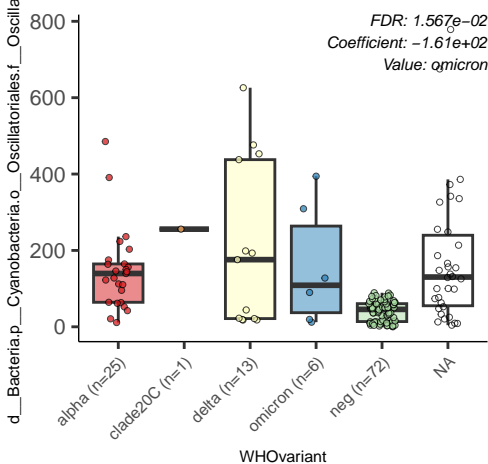 d__Bacteria.p__Cyanobacteria.o__Oscillatoriales.f__Oscilla
800
600
400
200
0
FDR: 1.567e−02
Coefficient: −1.61e+02
Value: omicron
alpha (n=25)
clade20C (n=1)
delta (n=13)
omicron (n=6)
neg (n=72)
NA
WHOvariant